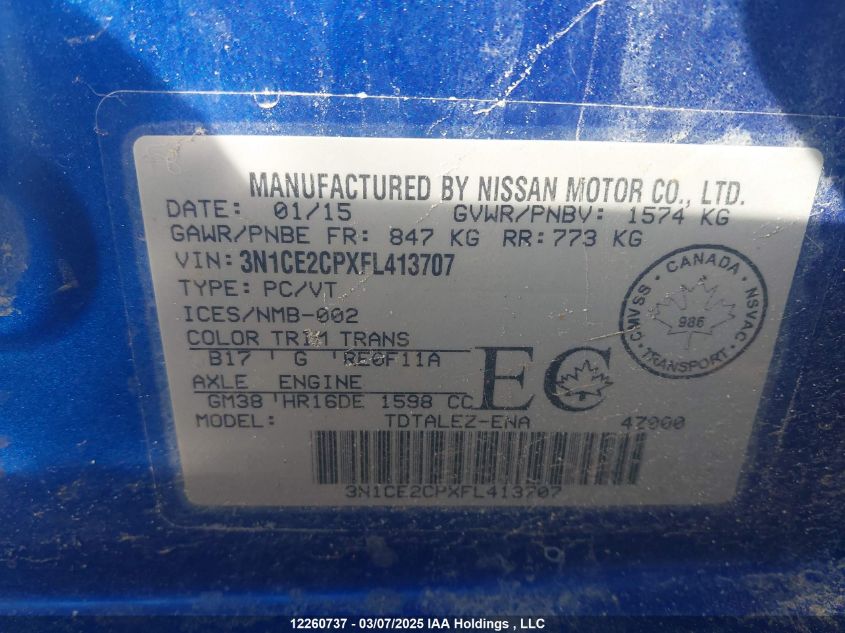 MANUFACTURED BY NISSAN MOTOR CO., LTD.
DATE: 01/15 GVWR/PNBV: 1574 KG
GAWR/PNBE FR: 847 KG RR: 773 KG
VIN: 3N1CE2CPXFL413707
TYPE: PC/VT
ICES/NMB-002
COLOR TRIM TRANS
B17 ' G 'RE0F11A
AXLE ENGINE
GM38 'HR16DE 1598 CC
MODEL: TDTALEZ-ENA 47000
EC
CANADA
CMVSS
986
NSVAC
TRANSPORT
3N1CE2CPXFL413707
12260737 - 03/07/2025 IAA Holdings , LLC